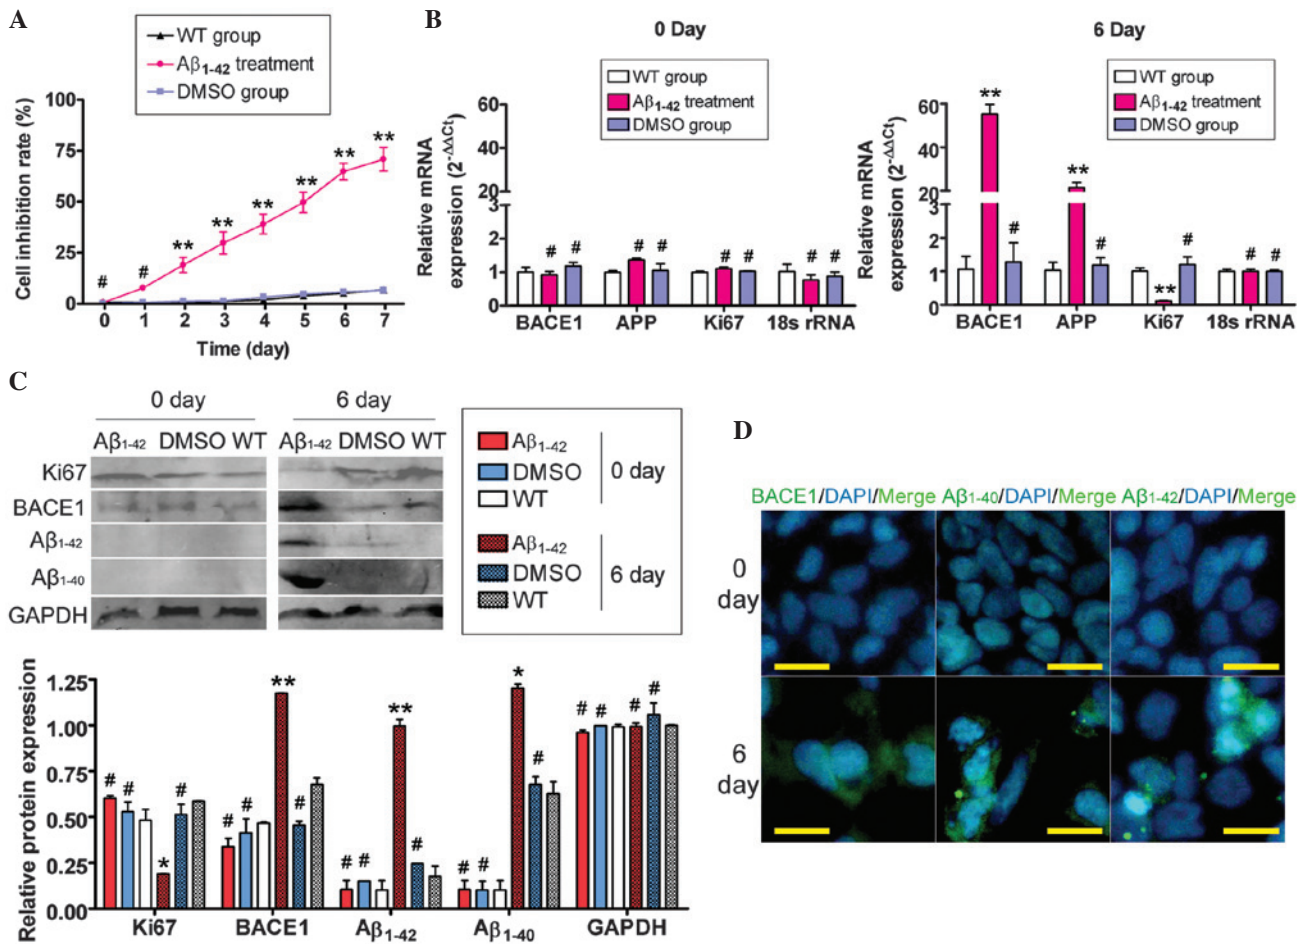 A
WT group
Aβ1-42 treatment
DMSO group
Cell inhibition rate (%)
100
75
50
25
0
# # ** ** ** ** ** **
0 1 2 3 4 5 6 7
Time (day)
B
0 Day
WT group
Aβ1-42 treatment
DMSO group
Relative mRNA
expression (2-ΔΔCt)
60
40
20
3
2
1
0
# # # # # # # #
BACE1 APP Ki67 18s rRNA
6 Day
WT group
Aβ1-42 treatment
DMSO group
Relative mRNA
expression (2-ΔΔCt)
60
40
20
3
2
1
0
** # ** # ** # # #
BACE1 APP Ki67 18s rRNA
C
0 day 6 day
Aβ1-42 DMSO WT Aβ1-42 DMSO WT
Ki67
BACE1
Aβ1-42
Aβ1-40
GAPDH
Aβ1-42
DMSO
WT
0 day
Aβ1-42
DMSO
WT
6 day
Relative protein expression
1.25
1.00
0.75
0.50
0.25
0.00
# # * # # # ** # # # ** # # # * # # # # #
Ki67 BACE1 Aβ1-42 Aβ1-40 GAPDH
D
BACE1/DAPI/Merge Aβ1-40/DAPI/Merge Aβ1-42/DAPI/Merge
0
day
6
day